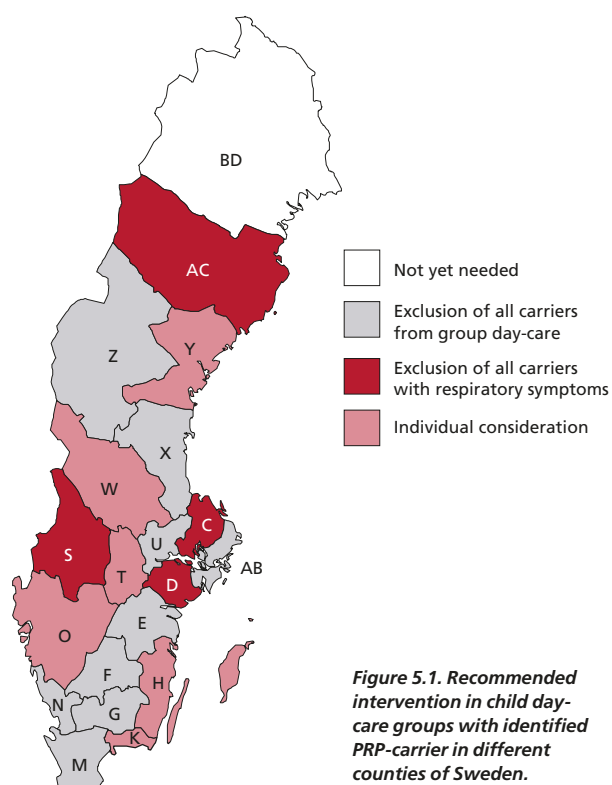 BD
AC
Not yet needed
Exclusion of all carriers
from group day-care
Z
Y
Exclusion of all carriers
with respiratory symptoms
Individual consideration
X
W
C
U
S
T
D
AB
O
E
F
H
N
G
K
M
Figure 5.1. Recommended
intervention in child day-
care groups with identified
PRP-carrier in different
counties of Sweden.